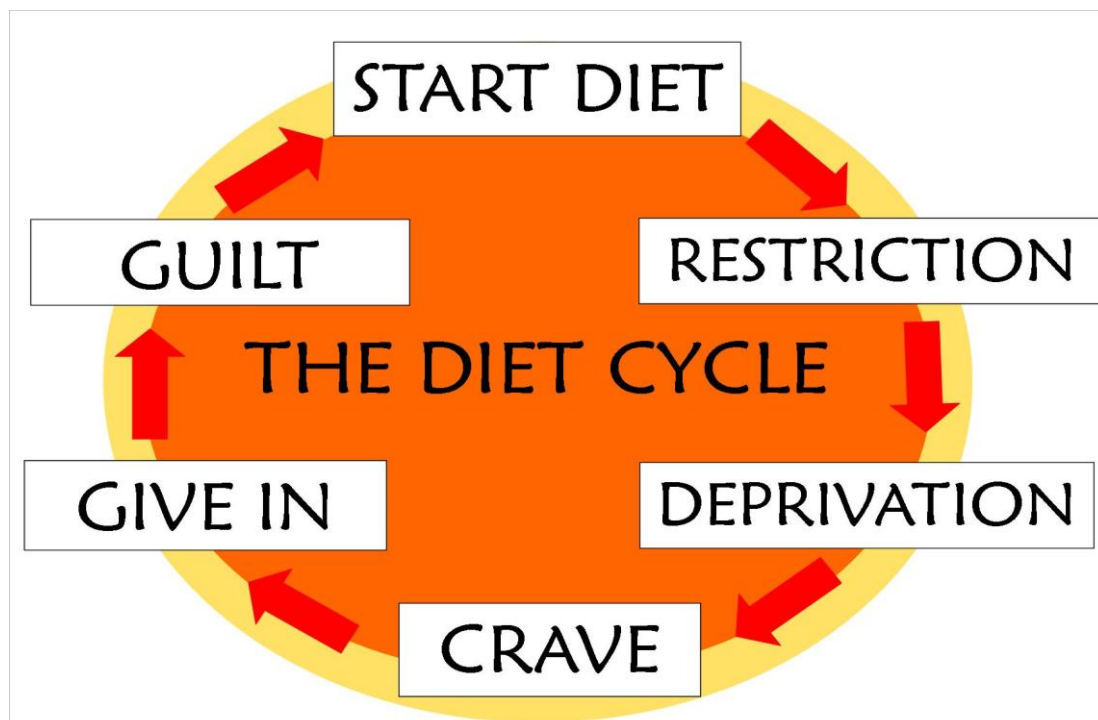 START DIET
RESTRICTION
DEPRIVATION
CRAVE
GIVE IN
GUILT
THE DIET CYCLE